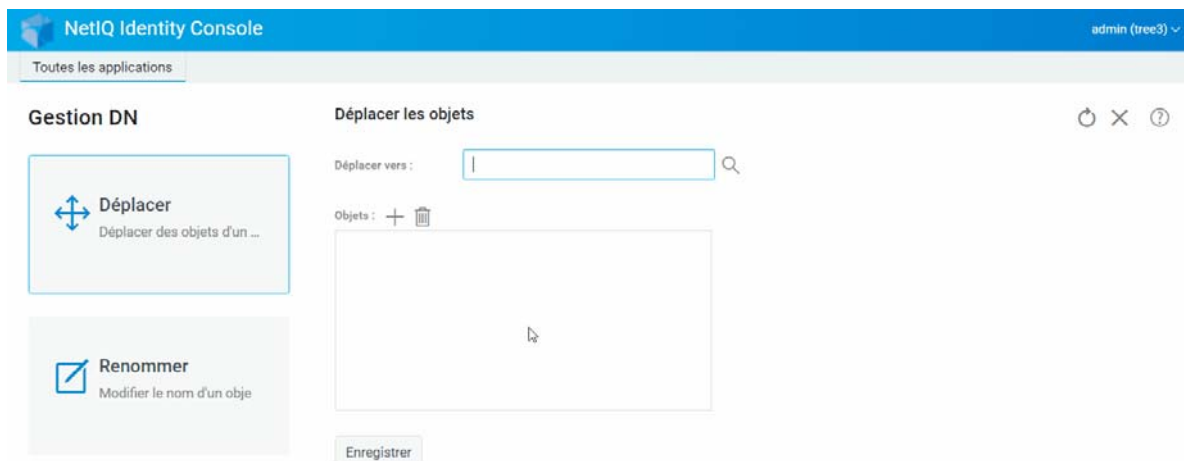 NetIQ Identity Console
admin (tree3)
Toutes les applications
Gestion DN
Déplacer les objets
Déplacer vers :
Déplacer
Déplacer des objets d'un ...
Objets :
Renommer
Modifier le nom d'un obje
Enregistrer